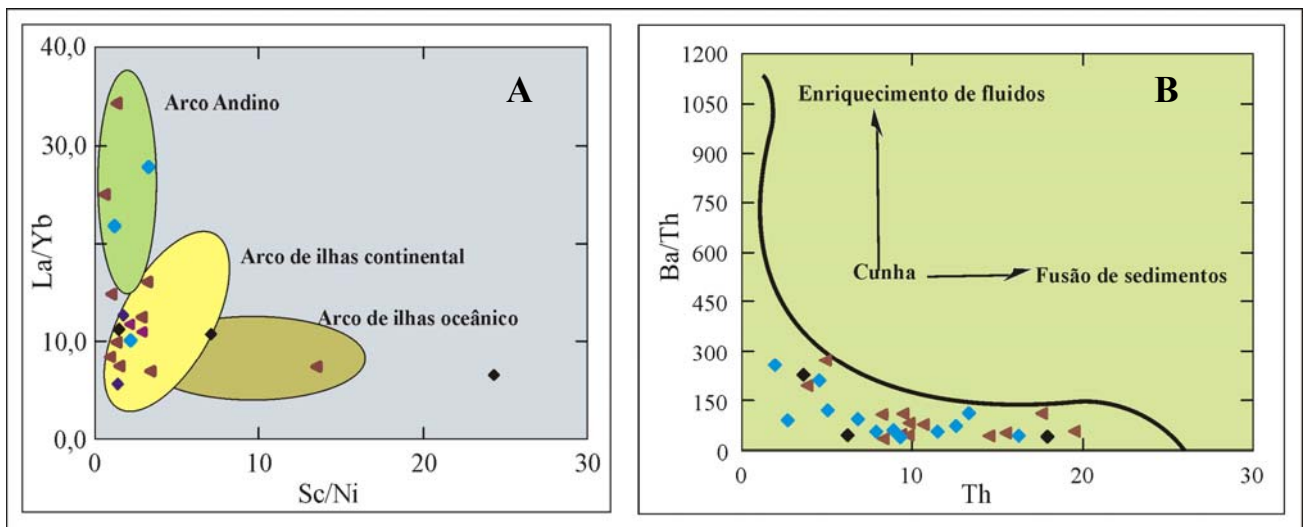 A
40,0
30,0
10,0
0,0
0
10
20
30
La/Yb
Sc/Ni
Arco Andino
Arco de ilhas continental
Arco de ilhas oceânico
B
1200
1050
900
750
600
450
300
150
0
0
10
20
30
Ba/Th
Th
Enriquecimento de fluidos
Cunha
Fusão de sedimentos